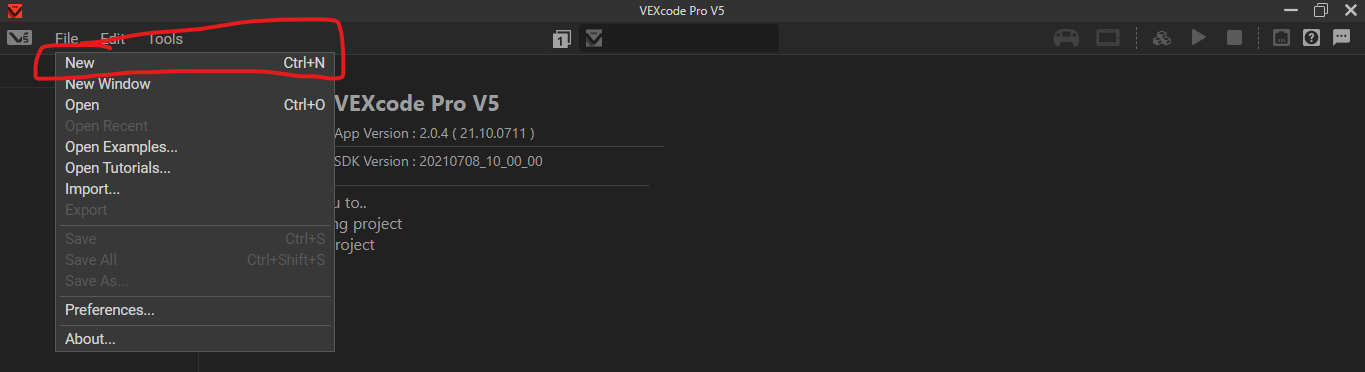 VEXcode Pro V5
File Edit Tools
1
New Ctrl+N
New Window
Open Ctrl+O
Open Recent
Open Examples...
Open Tutorials...
Import...
Export
Save Ctrl+S
Save All Ctrl+Shift+S
Save As...
Preferences...
About...
VEXcode Pro V5
App Version : 2.0.4 ( 21.10.0711 )
SDK Version : 20210708_10_00_00
u to..
ng project
roject